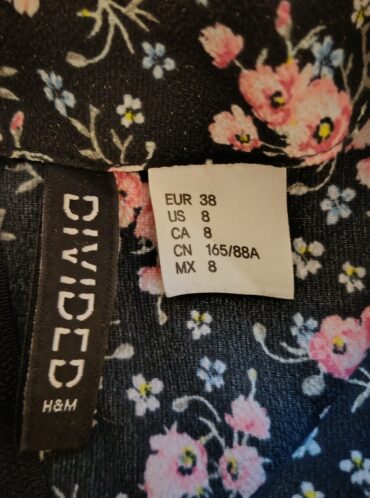 DIVIDED
H&M
EUR 38
US 8
CA 8
CN 165/88A
MX 8